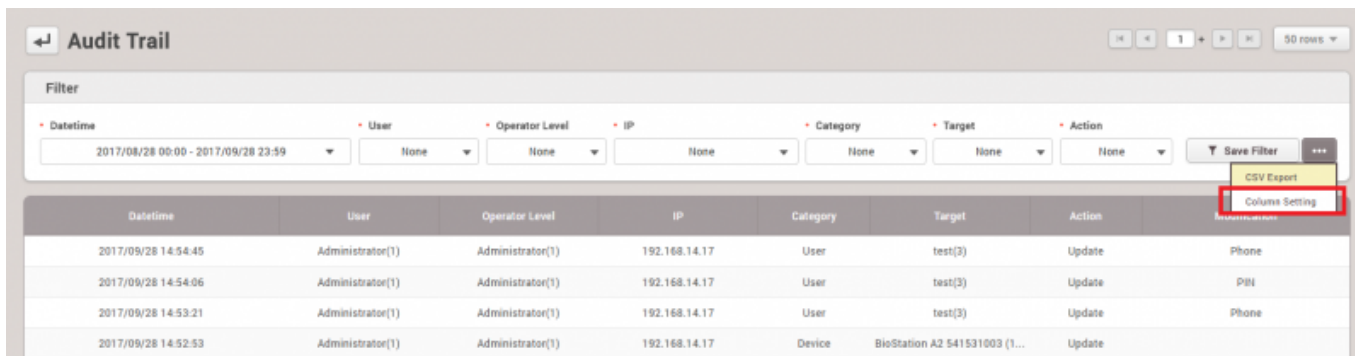 Audit Trail
1 + 50 rows
Filter
Datetime User Operator Level IP Category Target Action
2017/08/28 00:00 - 2017/09/28 23:59 None None None None None None Save Filter ...
CSV Export
Column Setting
Datetime User Operator Level IP Category Target Action Modification
2017/09/28 14:54:45 Administrator(1) Administrator(1) 192.168.14.17 User test(3) Update Phone
2017/09/28 14:54:06 Administrator(1) Administrator(1) 192.168.14.17 User test(3) Update PIN
2017/09/28 14:53:21 Administrator(1) Administrator(1) 192.168.14.17 User test(3) Update Phone
2017/09/28 14:52:53 Administrator(1) Administrator(1) 192.168.14.17 Device BioStation A2 541531003 (1... Update